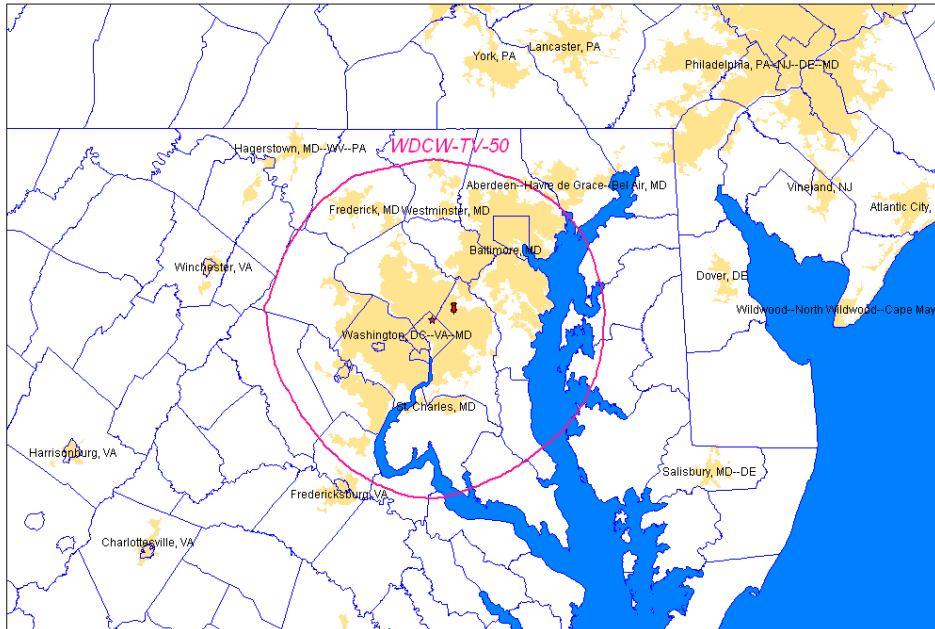 York, PA
Lancaster, PA
Philadelphia, PA--NJ--DE--MD
WDCW-TV-50
Hagerstown, MD--WV--PA
Aberdeen--Havre de Grace--Bel Air, MD
Vineland, NJ
Frederick, MD
Westminster, MD
Atlantic City,
Baltimore, MD
Winchester, VA
Dover, DE
Wildwood--North Wildwood--Cape May
Washington, DC--VA--MD
St. Charles, MD
Harrisonburg, VA
Salisbury, MD--DE
Fredericksburg, VA
Charlottesville, VA